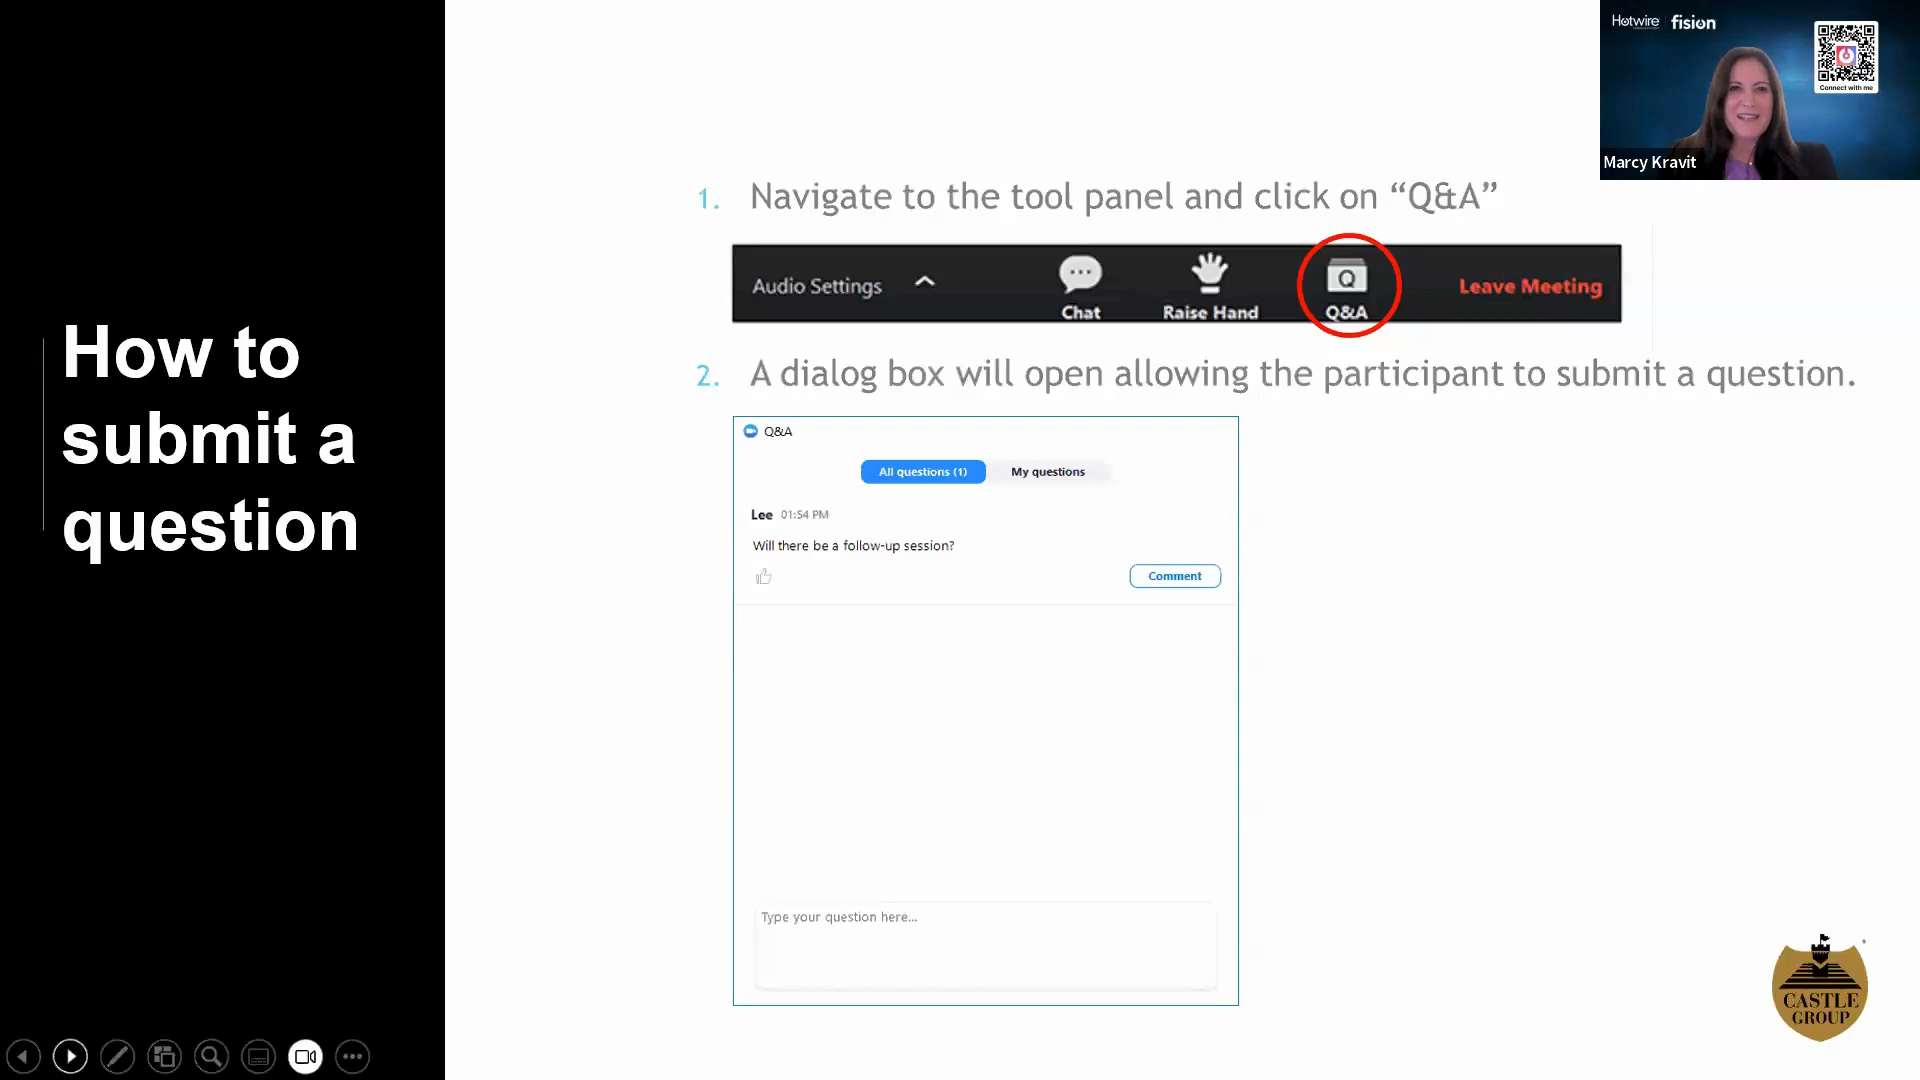 How to
submit a
question
1. Navigate to the tool panel and click on “Q&A”
Audio Settings
Chat
Raise Hand
Q&A
Leave Meeting
2. A dialog box will open allowing the participant to submit a question.
Q&A
All questions (1)
My questions
Lee 01:54 PM
Will there be a follow-up session?
Comment
Type your question here...
Hotwire fision
Connect with me
Marcy Kravit
CASTLE
GROUP